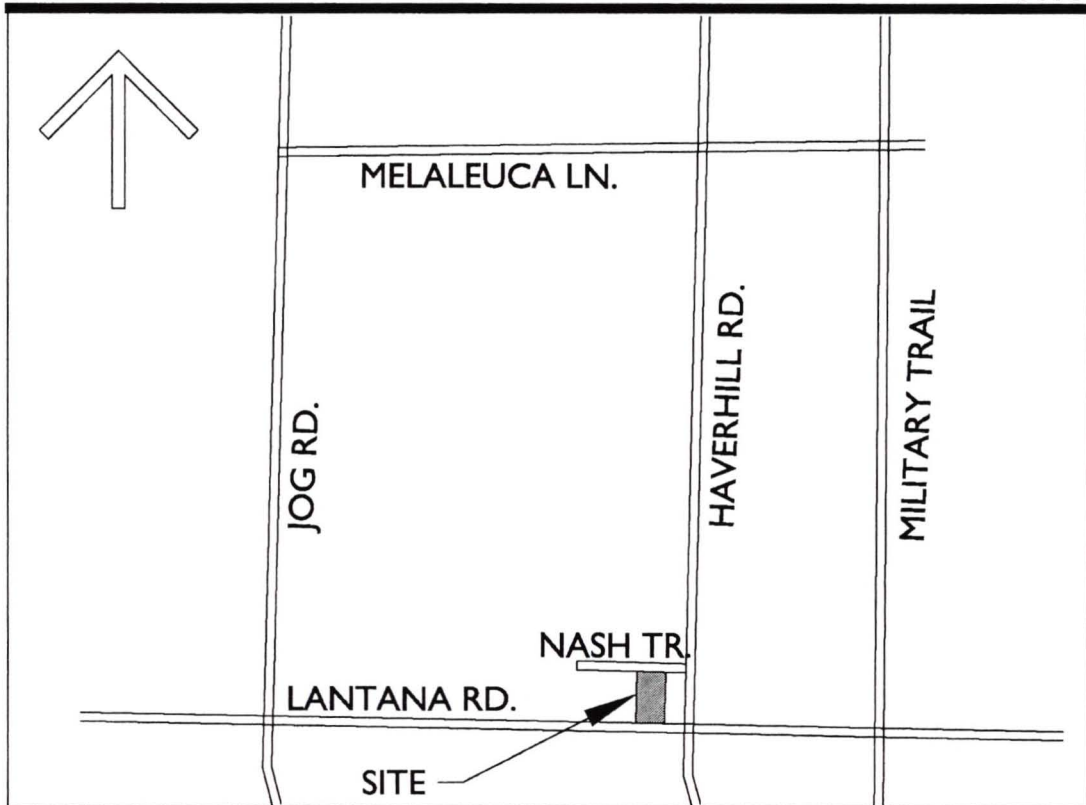 MELALEUCA LN.
JOG RD.
HAVERHILL RD.
MILITARY TRAIL
NASH TR.
LANTANA RD.
SITE